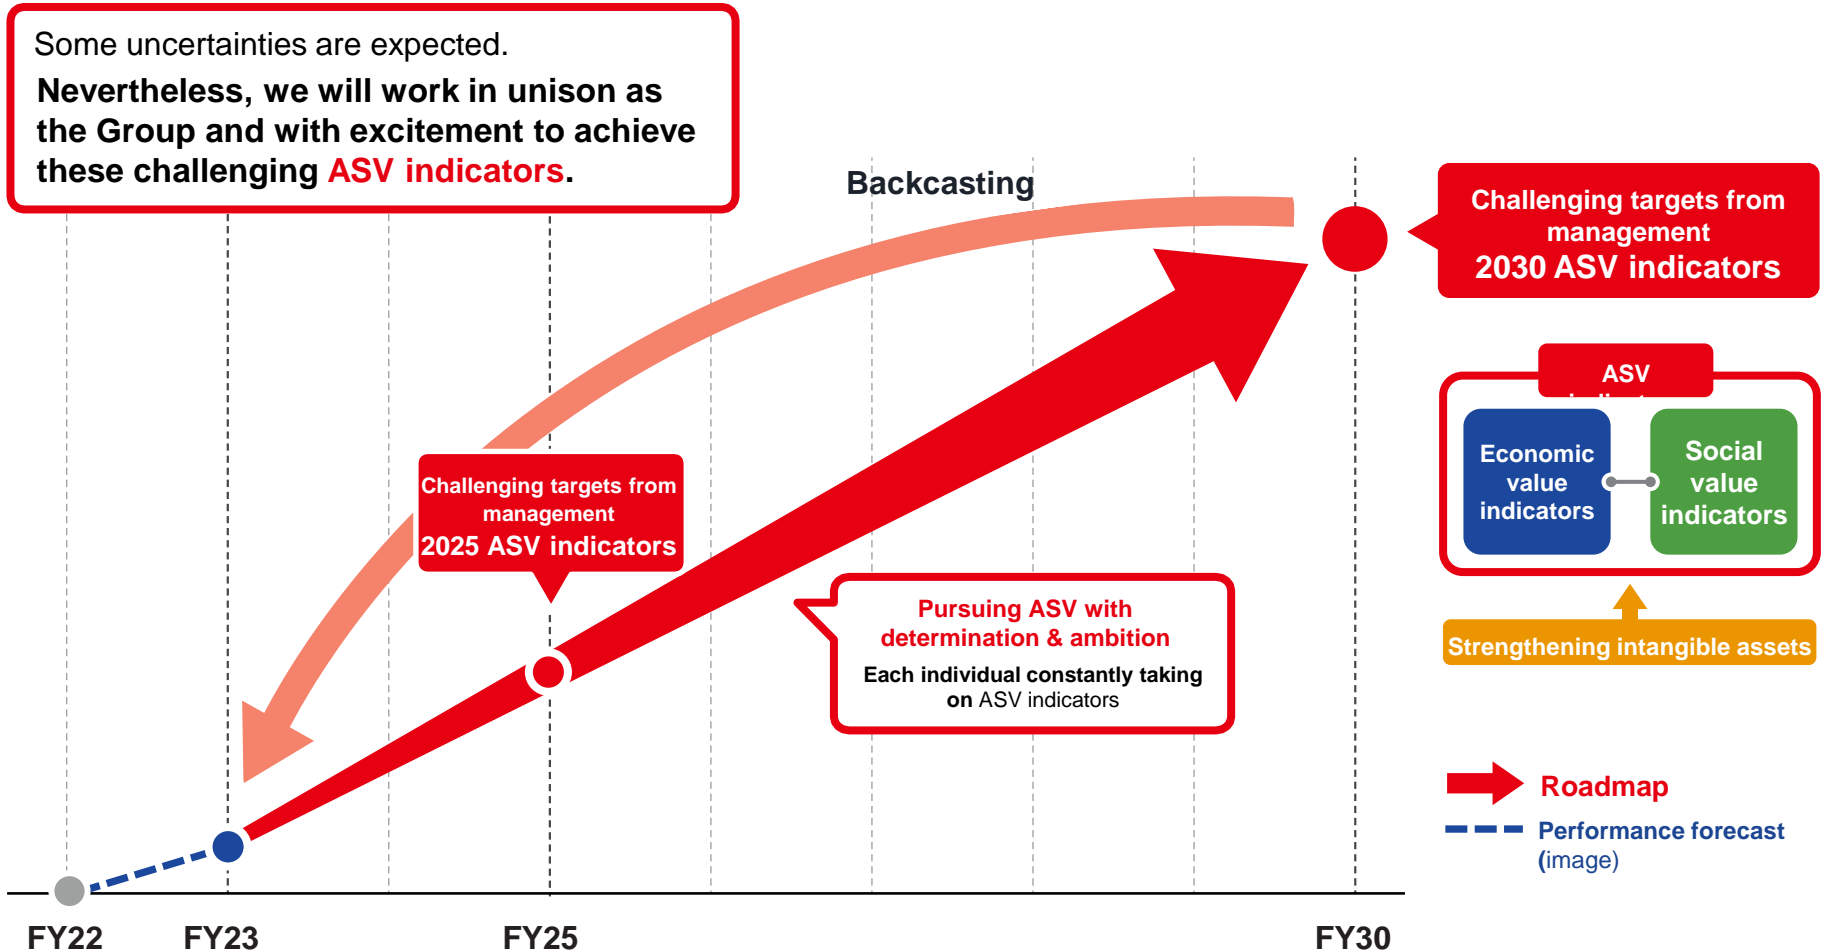 Some uncertainties are expected.
Nevertheless, we will work in unison as
the Group and with excitement to achieve
these challenging ASV indicators.
Backcasting
Challenging targets from
management
2030 ASV indicators
ASV
Economic
value
indicators
Social
value
indicators
Strengthening intangible assets
Challenging targets from
management
2025 ASV indicators
Pursuing ASV with
determination & ambition
Each individual constantly taking
on ASV indicators
Roadmap
Performance forecast
(image)
FY22
FY23
FY25
FY30